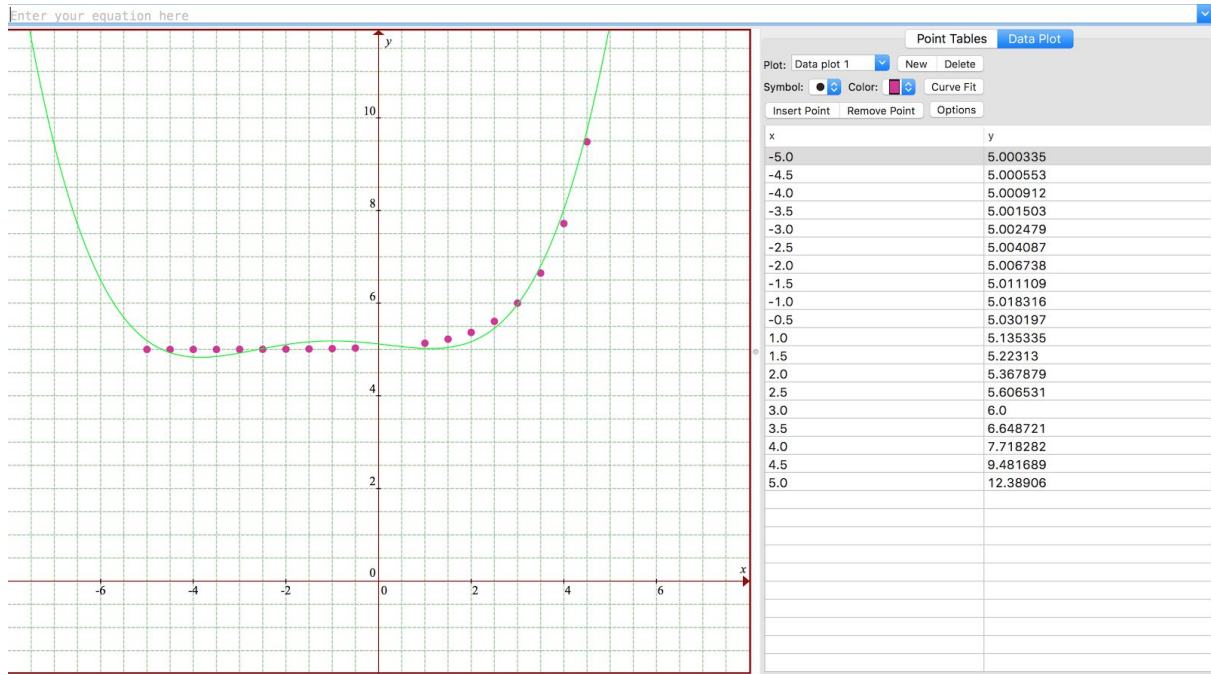 Enter your equation here
y
10
8
6
4
2
0
-6 -4 -2 0 2 4 6
x
Point Tables Data Plot
Plot: Data plot 1 New Delete
Symbol: Color: Curve Fit
Insert Point Remove Point Options
x y
-5.0 5.000335
-4.5 5.000553
-4.0 5.000912
-3.5 5.001503
-3.0 5.002479
-2.5 5.004087
-2.0 5.006738
-1.5 5.011109
-1.0 5.018316
-0.5 5.030197
1.0 5.135335
1.5 5.22313
2.0 5.367879
2.5 5.606531
3.0 6.0
3.5 6.648721
4.0 7.718282
4.5 9.481689
5.0 12.38906